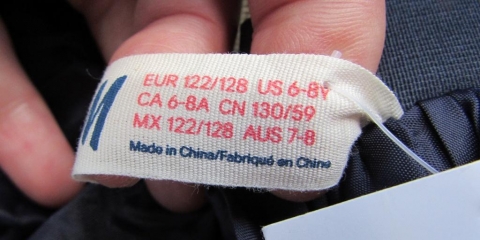 EUR 122/128 US 6-8Y
CA 6-8A CN 130/59
MX 122/128 AUS 7-8
Made in China/Fabriqué en Chine